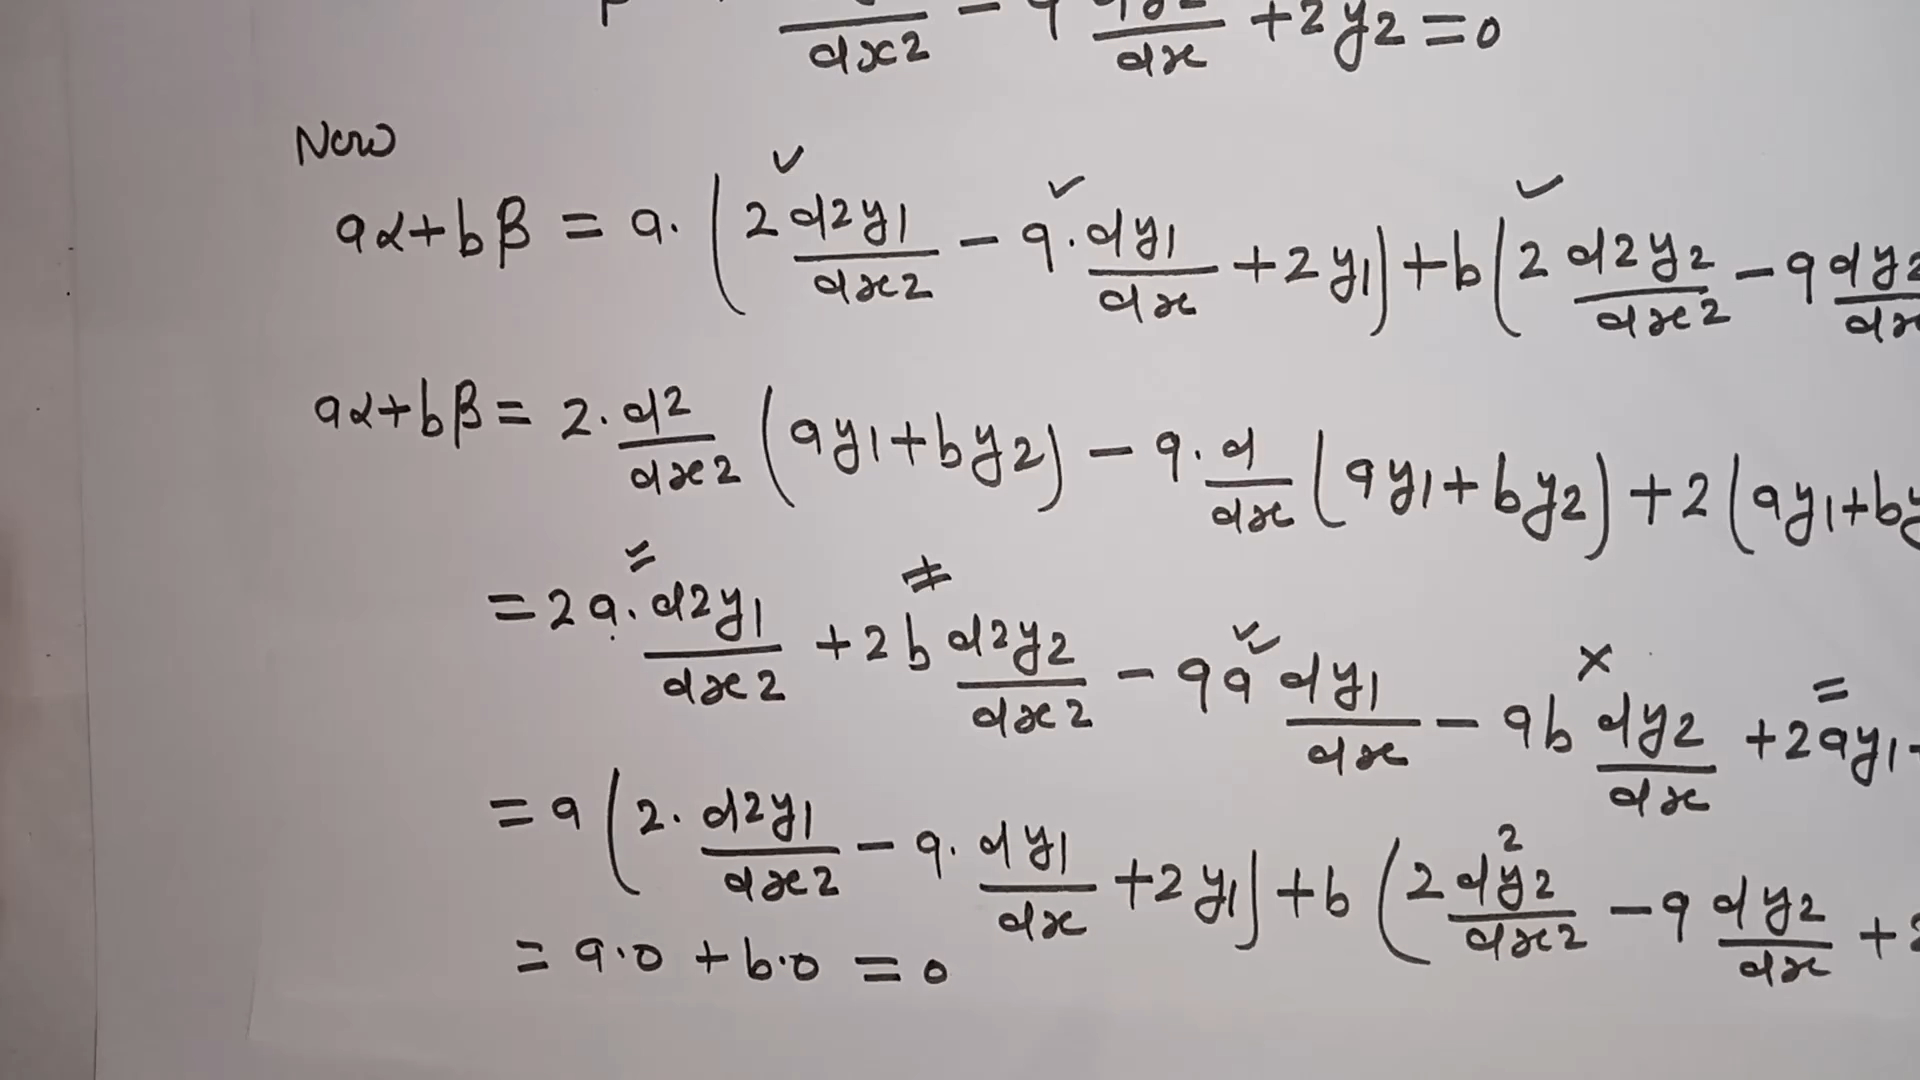 dx2 - 9 dy2/dx + 2y2 = 0
Now
aα+bβ = a. (2 d2y1/dx2 - 9. dy1/dx + 2y1) + b(2 d2y2/dx2 - 9 dy2/dx
aα+bβ = 2. d2/dx2 (ay1+by2) - 9. d/dx (ay1+by2) + 2(ay1+by
= 2a. d2y1/dx2 + 2b d2y2/dx2 - 9a dy1/dx - 9b dy2/dx + 2ay1 +
= a (2. d2y1/dx2 - 9. dy1/dx + 2y1) + b (2 d2y2/dx2 - 9 dy2/dx +
= a.0 + b.0 = 0